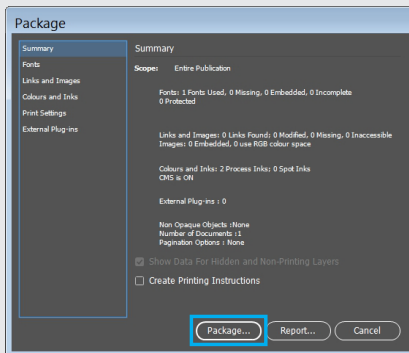 Package
Summary
Fonts
Links and Images
Colours and Inks
Print Settings
External Plug-ins
Summary
Scope: Entire Publication
Fonts: 1 Fonts Used, 0 Missing, 0 Embedded, 0 Incomplete
0 Protected
Links and Images: 0 Links Found; 0 Modified, 0 Missing, 0 Inaccessible
Images: 0 Embedded, 0 use RGB colour space
Colours and Inks: 2 Process Inks; 0 Spot Inks
CMS is ON
External Plug-ins : 0
Non Opaque Objects :None
Number of Documents :1
Pagination Options : None
Show Data For Hidden and Non-Printing Layers
Create Printing Instructions
Package... Report... Cancel